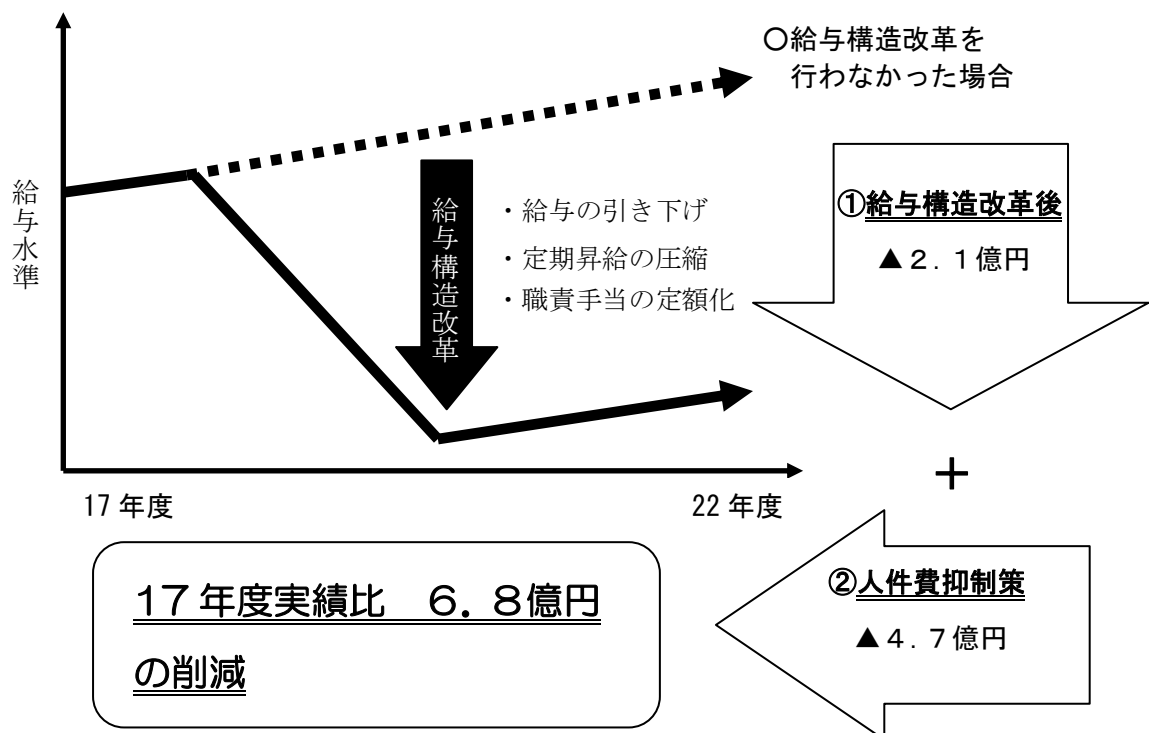 ○給与構造改革を
行わなかった場合
給与水準
給与構造改革
・給与の引き下げ
・定期昇給の圧縮
・職責手当の定額化
①給与構造改革後
▲２．１億円
＋
17 年度
22 年度
②人件費抑制策
▲４．７億円
17 年度実績比　６．８億円
の削減